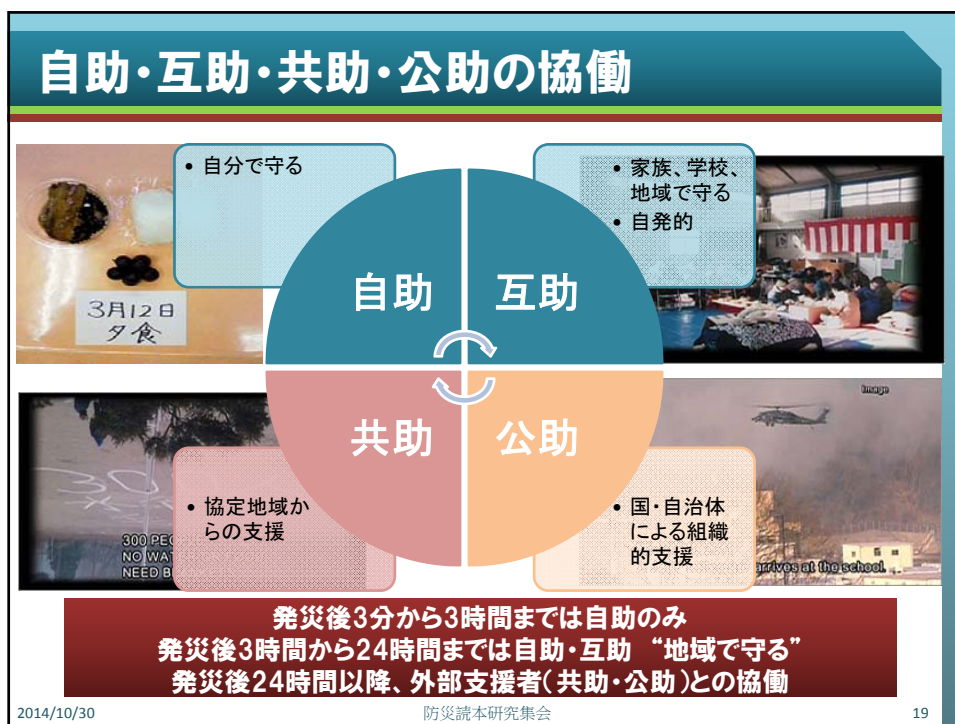 自助・互助・共助・公助の協働
• 自分で守る
• 家族、学校、
地域で守る
• 自発的
3月12日
夕食
自助
互助
共助
公助
Image
• 協定地域か
らの支援
300
NO
NEED
• 国・自治体
による組織
的支援
arrives at the school.
発災後3分から3時間までは自助のみ
発災後3時間から24時間までは自助・互助 “地域で守る”
発災後24時間以降、外部支援者(共助・公助)との協働
2014/10/30
防災読本研究集会
19